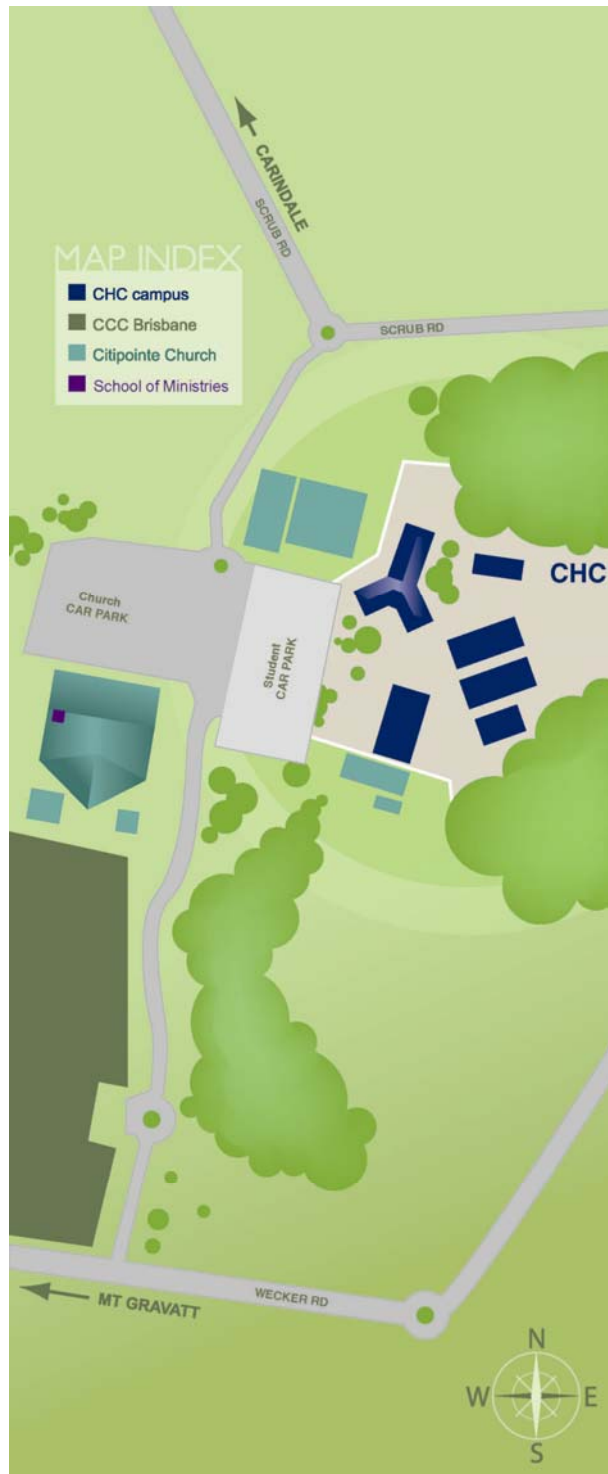 CARINDALE
SCRUB RD
MAP INDEX
CHC campus
CCC Brisbane
Citipointe Church
School of Ministries
SCRUB RD
CHC
Church
CAR PARK
Student
CAR PARK
MT GRAVATT
WECKER RD
N
W
E
S